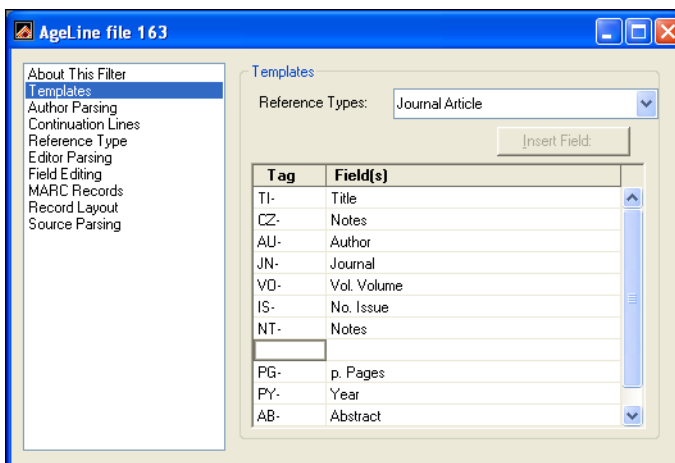 AgeLine file 163
About This Filter
Templates
Author Parsing
Continuation Lines
Reference Type
Editor Parsing
Field Editing
MARC Records
Record Layout
Source Parsing
Templates
Reference Types: Journal Article
Insert Field:
Tag Field(s)
TI- Title
CZ- Notes
AU- Author
JN- Journal
VO- Vol. Volume
IS- No. Issue
NT- Notes
PG- p. Pages
PY- Year
AB- Abstract